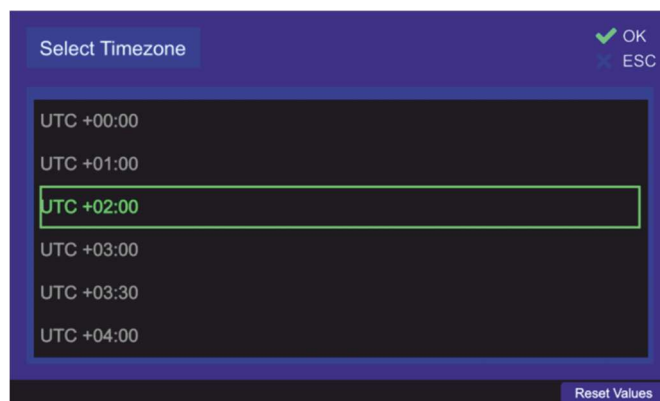 Select Timezone
OK
ESC
UTC +00:00
UTC +01:00
UTC +02:00
UTC +03:00
UTC +03:30
UTC +04:00
Reset Values